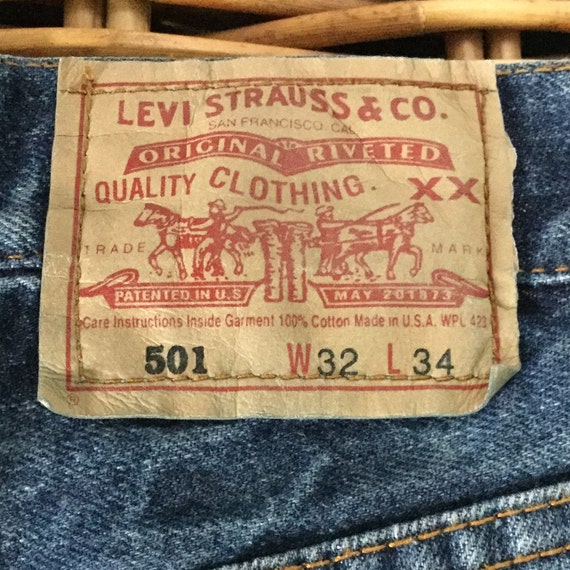 LEVI STRAUSS & CO.
SAN FRANCISCO, CAL.
ORIGINAL RIVETED
QUALITY CLOTHING. XX
TRADE MARK
PATENTED IN U.S. MAY 20 1873
Care Instructions Inside Garment 100% Cotton Made in U.S.A. WPL 423
501 W32 L34
®